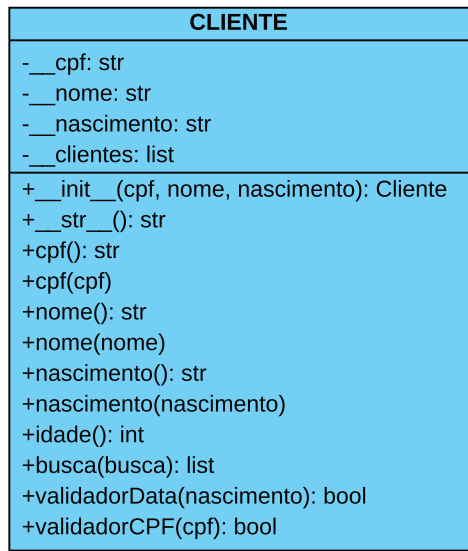 CLIENTE
-__cpf: str
-__nome: str
-__nascimento: str
-__clientes: list
+__init__(cpf, nome, nascimento): Cliente
+__str__(): str
+cpf(): str
+cpf(cpf)
+nome(): str
+nome(nome)
+nascimento(): str
+nascimento(nascimento)
+idade(): int
+busca(busca): list
+validadorData(nascimento): bool
+validadorCPF(cpf): bool